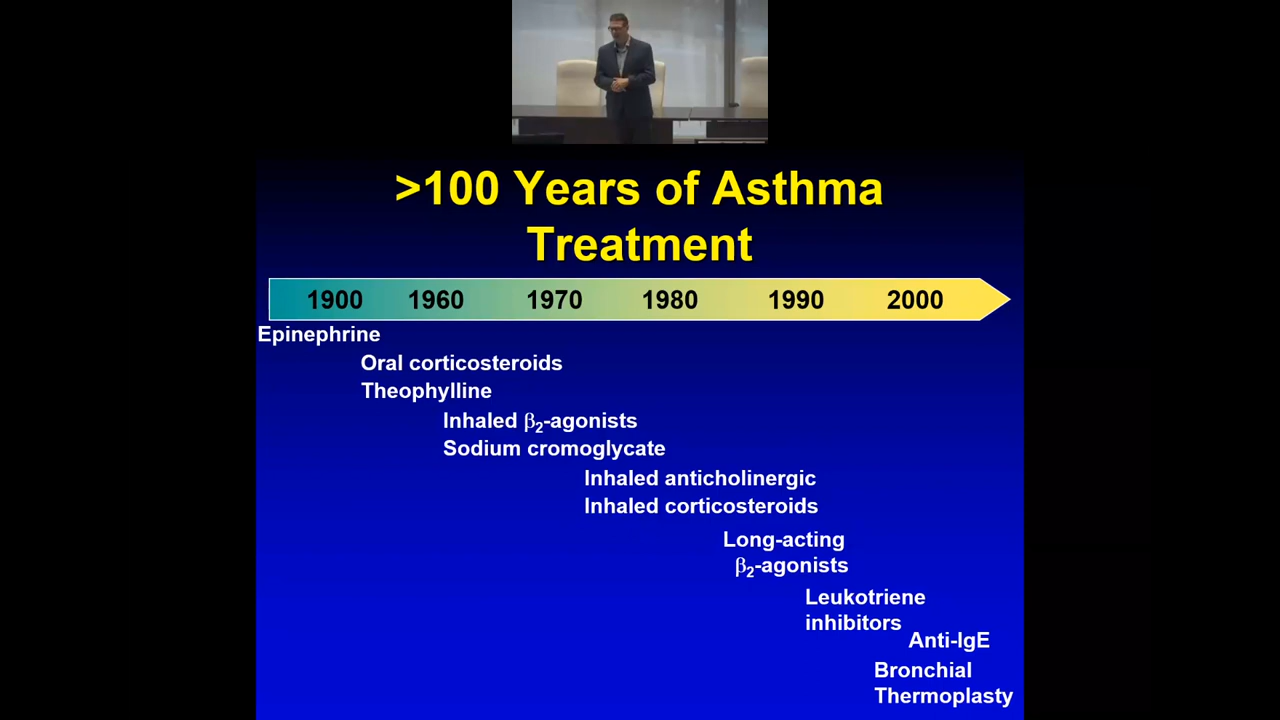 >100 Years of Asthma
Treatment
1900 1960 1970 1980 1990 2000
Epinephrine
Oral corticosteroids
Theophylline
Inhaled β2-agonists
Sodium cromoglycate
Inhaled anticholinergic
Inhaled corticosteroids
Long-acting
β2-agonists
Leukotriene
inhibitors
Anti-IgE
Bronchial
Thermoplasty